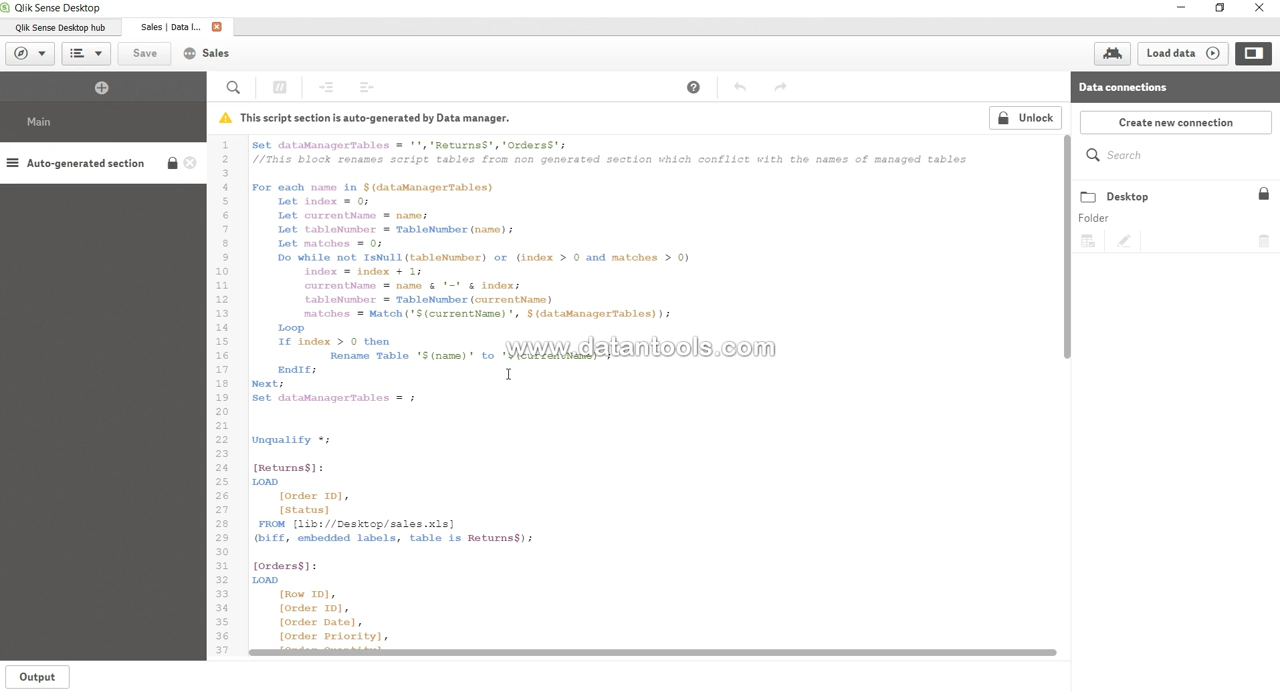 Qlik Sense Desktop
Qlik Sense Desktop hub
Sales | Data l...
Save
Sales
Load data
Main
Auto-generated section
This script section is auto-generated by Data manager.
Unlock
1 Set dataManagerTables = '','Returns$','Orders$';
2 //This block renames script tables from non generated section which conflict with the names of managed tables
3
4 For each name in $(dataManagerTables)
5 Let index = 0;
6 Let currentName = name;
7 Let tableNumber = TableNumber(name);
8 Let matches = 0;
9 Do while not IsNull(tableNumber) or (index > 0 and matches > 0)
10 index = index + 1;
11 currentName = name & '-' & index;
12 tableNumber = TableNumber(currentName)
13 matches = Match('$(currentName)', $(dataManagerTables));
14 Loop
15 If index > 0 then
www.datantools.com
16 Rename Table '$(name)' to '$(currentName)';
17 EndIf;
18 Next;
19 Set dataManagerTables = ;
20
21
22 Unqualify *;
23
24 [Returns$]:
25 LOAD
26 [Order ID],
27 [Status]
28 FROM [lib://Desktop/sales.xls]
29 (biff, embedded labels, table is Returns$);
30
31 [Orders$]:
32 LOAD
33 [Row ID],
34 [Order ID],
35 [Order Date],
36 [Order Priority],
37 [Order Quantity],
Data connections
Create new connection
Search
Desktop
Folder
Output